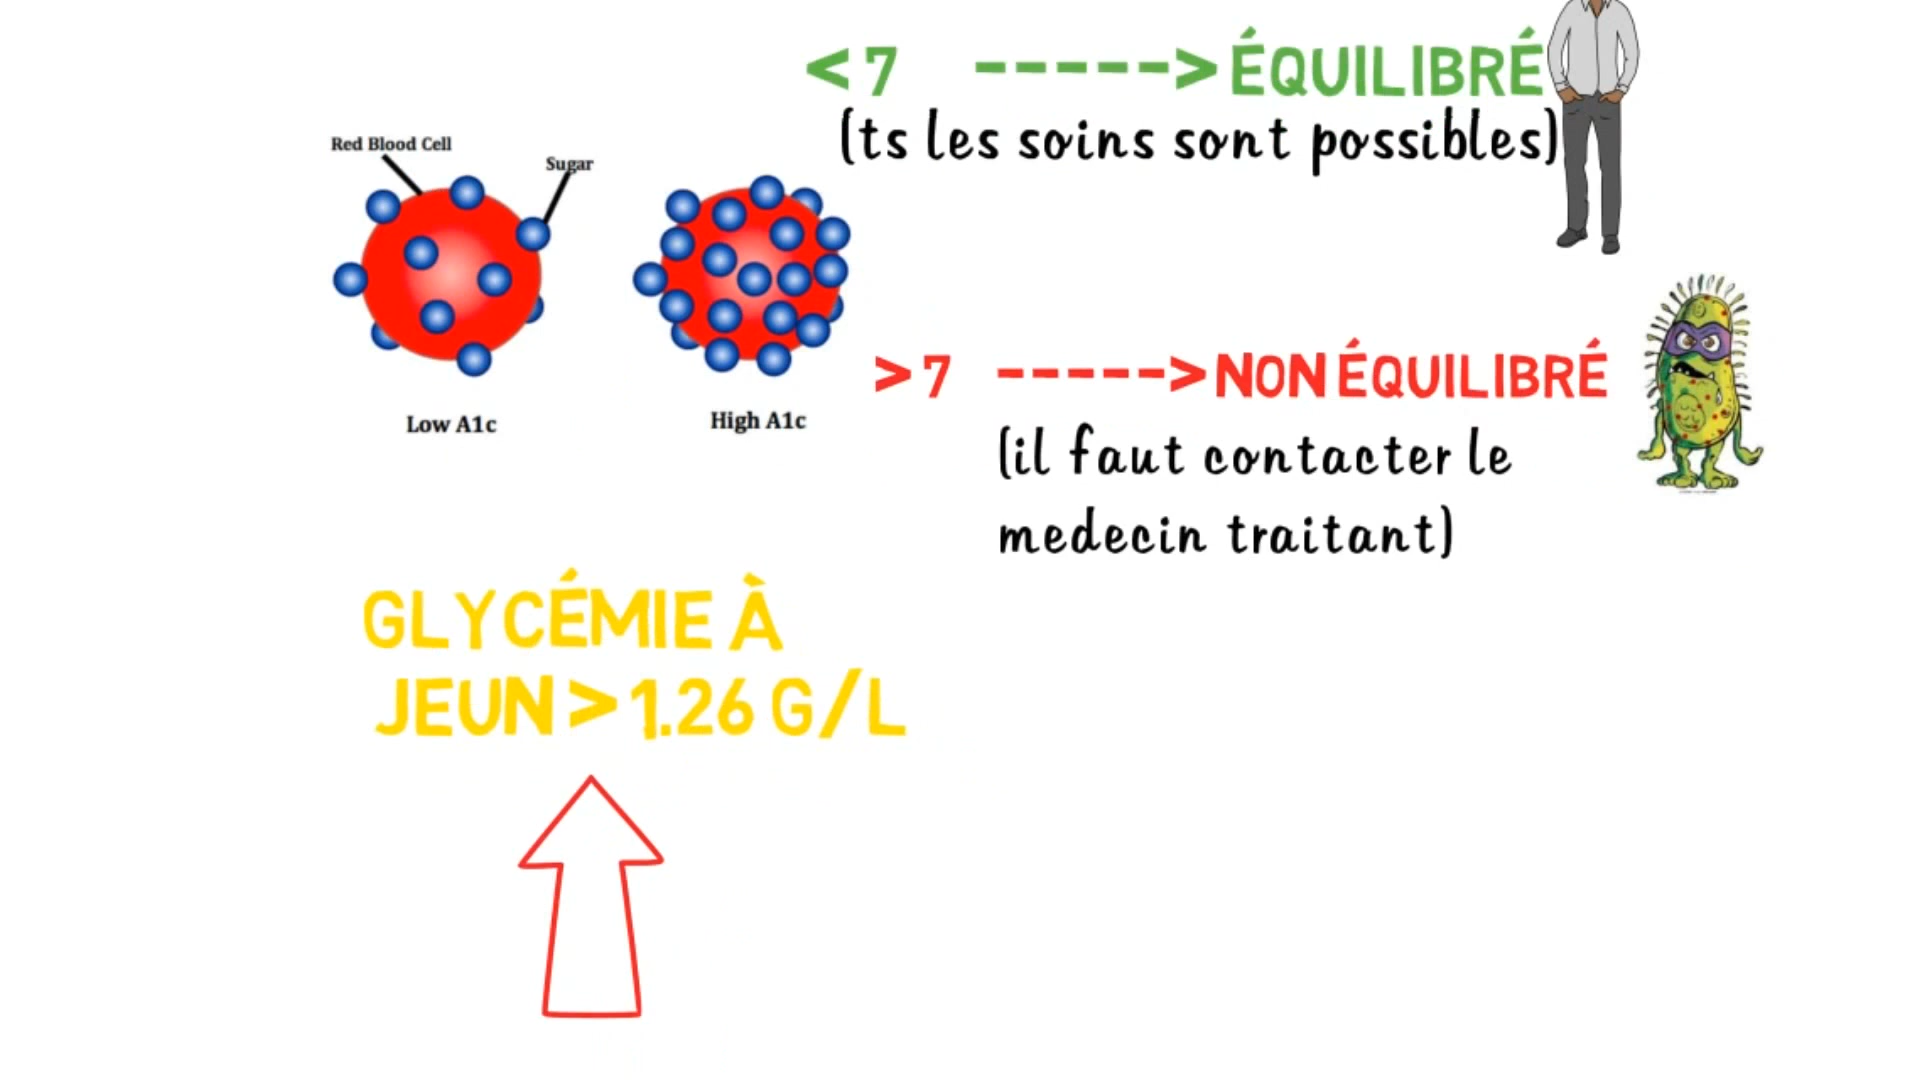 < 7 -----> ÉQUILIBRÉ
(ts les soins sont possibles)
Red Blood Cell
Sugar
Low A1c
High A1c
> 7 -----> NON ÉQUILIBRÉ
(il faut contacter le
medecin traitant)
GLYCÉMIE À
JEUN > 1.26 G/L